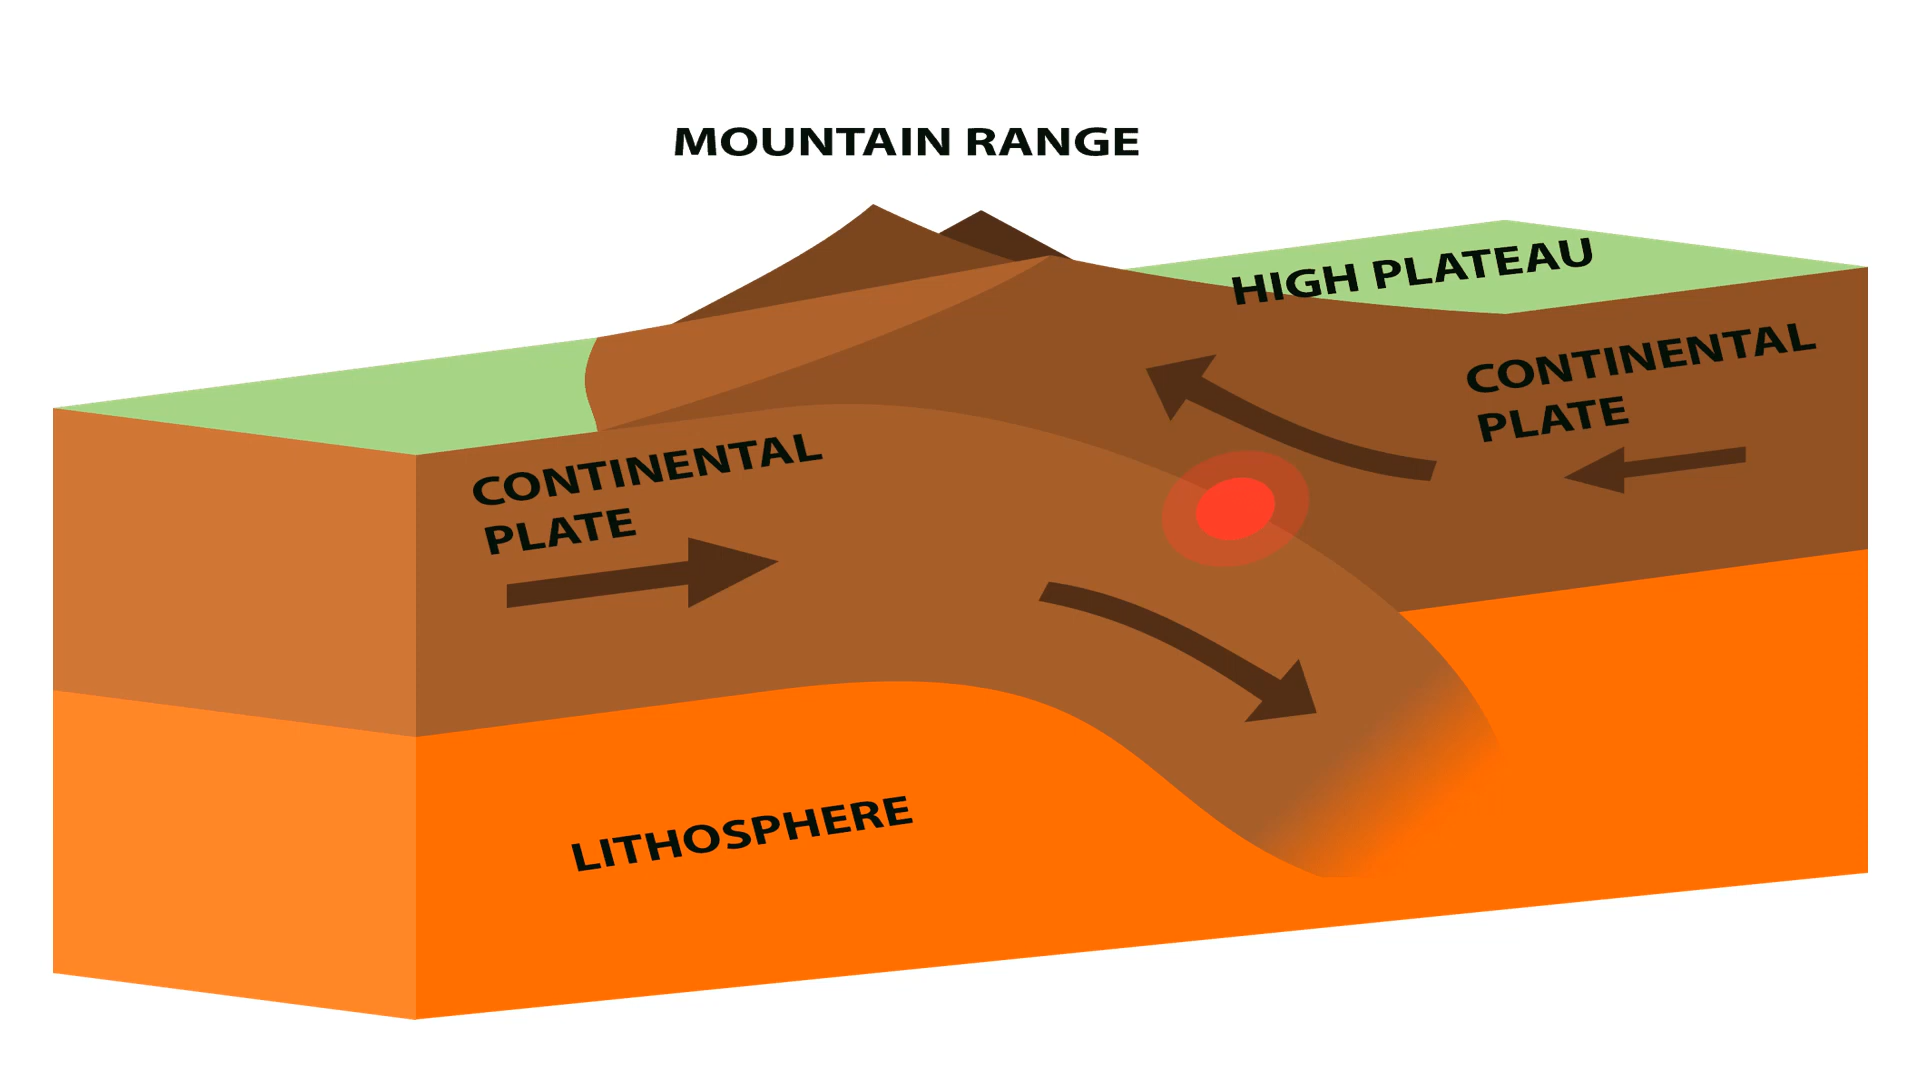 MOUNTAIN RANGE
HIGH PLATEAU
CONTINENTAL
PLATE
CONTINENTAL
PLATE
LITHOSPHERE